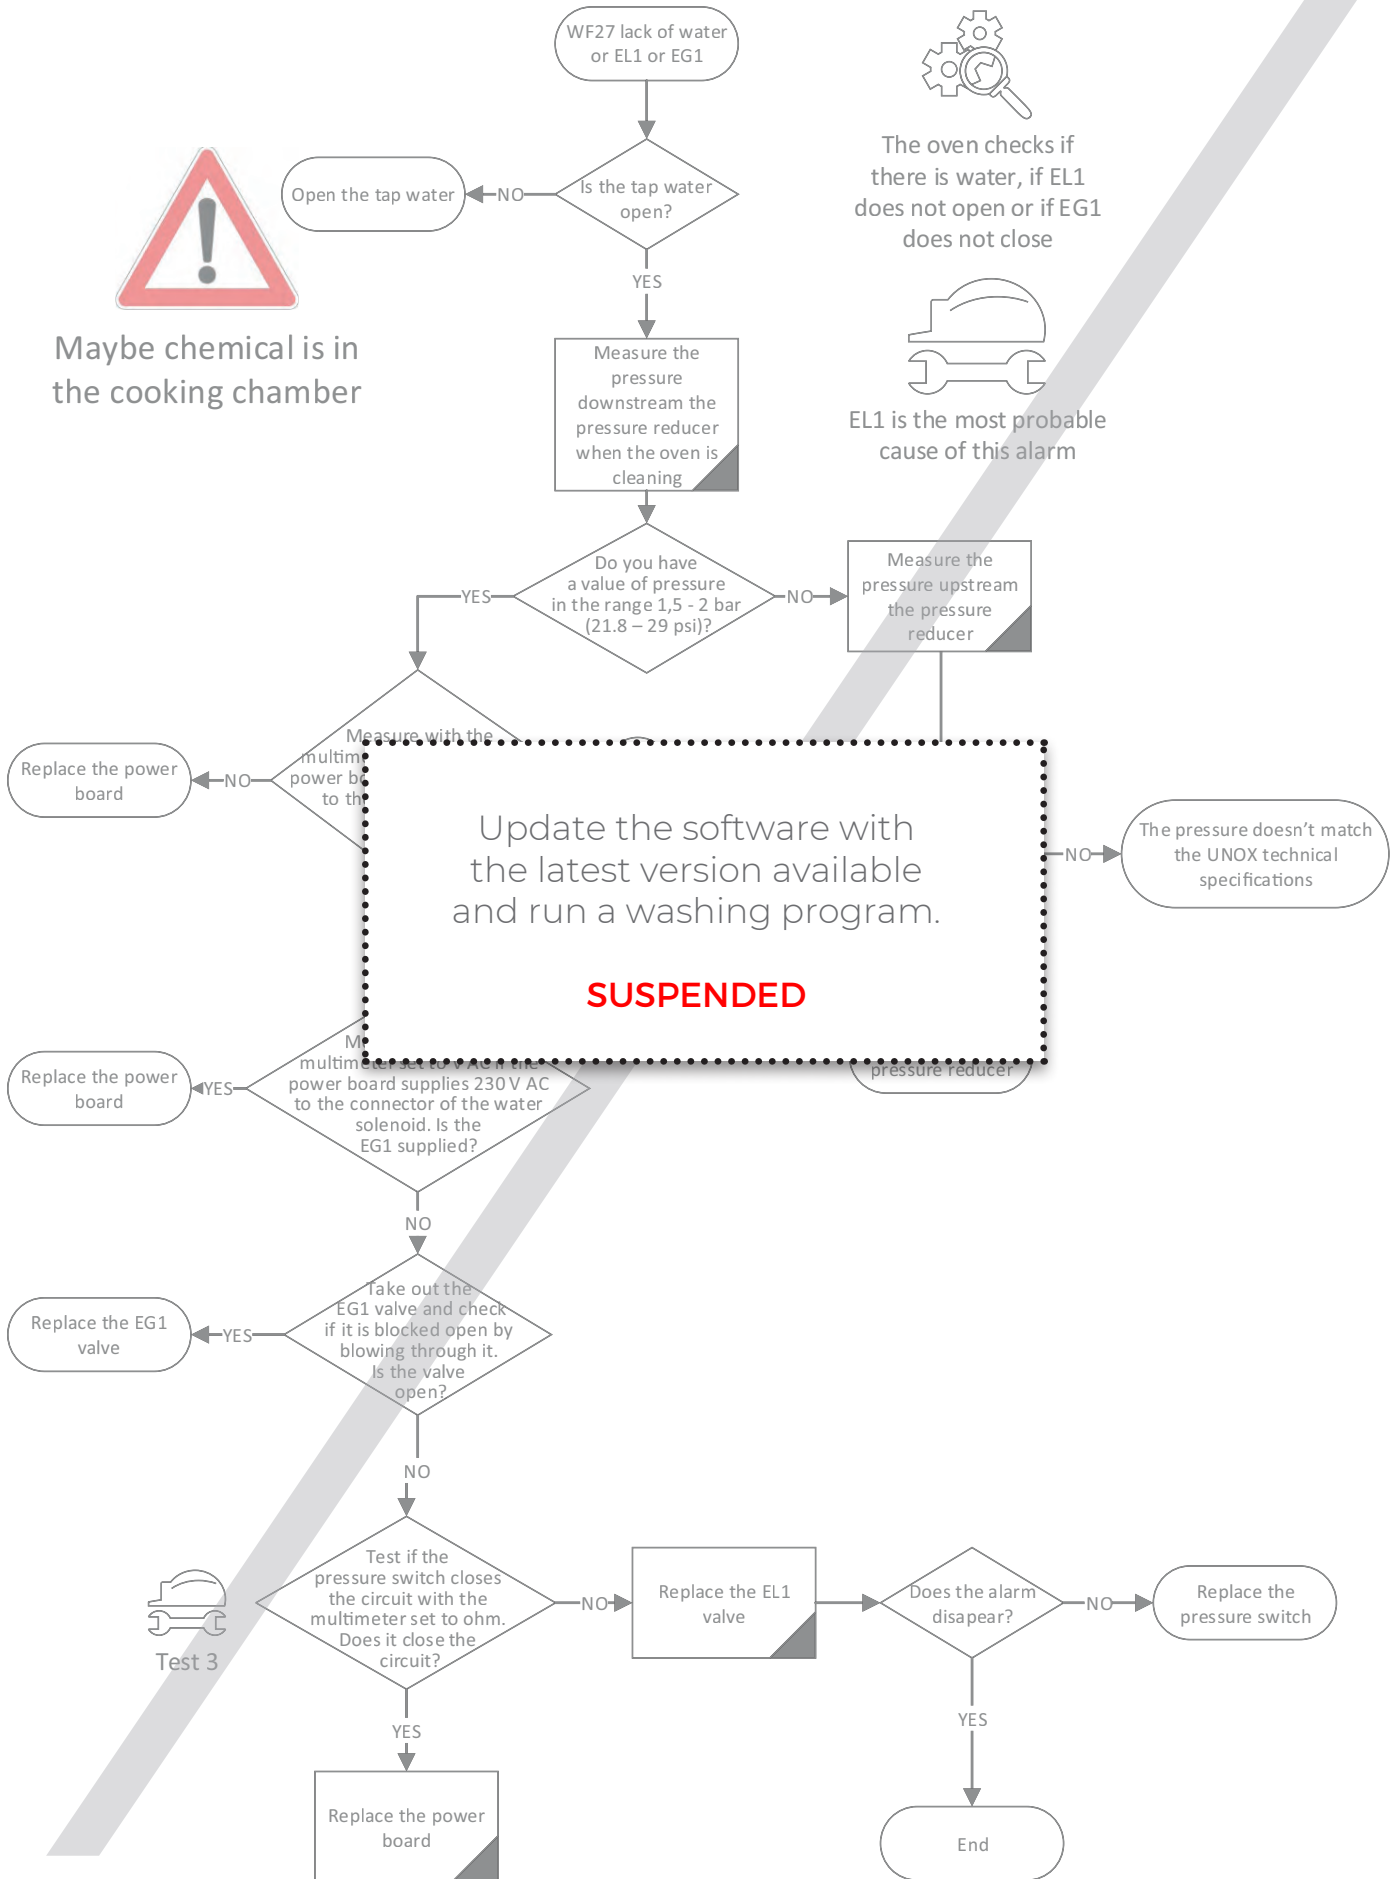 WF27 lack of water
or EL1 or EG1
The oven checks if
there is water, if EL1
does not open or if EG1
does not close
Open the tap water
NO
Is the tap water
open?
YES
Maybe chemical is in
the cooking chamber
Measure the
pressure
downstream the
pressure reducer
when the oven is
cleaning
EL1 is the most probable
cause of this alarm
Do you have
a value of pressure
in the range 1,5 - 2 bar
(21.8 – 29 psi)?
YES
NO
Measure the
pressure upstream
the pressure
reducer
Measure with the
power
to
Replace the power
board
NO
Update the software with
the latest version available
and run a washing program.
SUSPENDED
NO
The pressure doesn't match
the UNOX technical
specifications
multimeter set to V AC if the
power board supplies 230 V AC
to the connector of the water
solenoid. Is the
EG1 supplied?
Replace the power
board
YES
pressure reducer
NO
Take out the
EG1 valve and check
if it is blocked open by
blowing through it.
Is the valve
open?
YES
Replace the EG1
valve
NO
Test 3
Test if the
pressure switch closes
the circuit with the
multimeter set to ohm.
Does it close the
circuit?
NO
Replace the EL1
valve
Does the alarm
disapear?
NO
Replace the
pressure switch
YES
Replace the power
board
YES
End